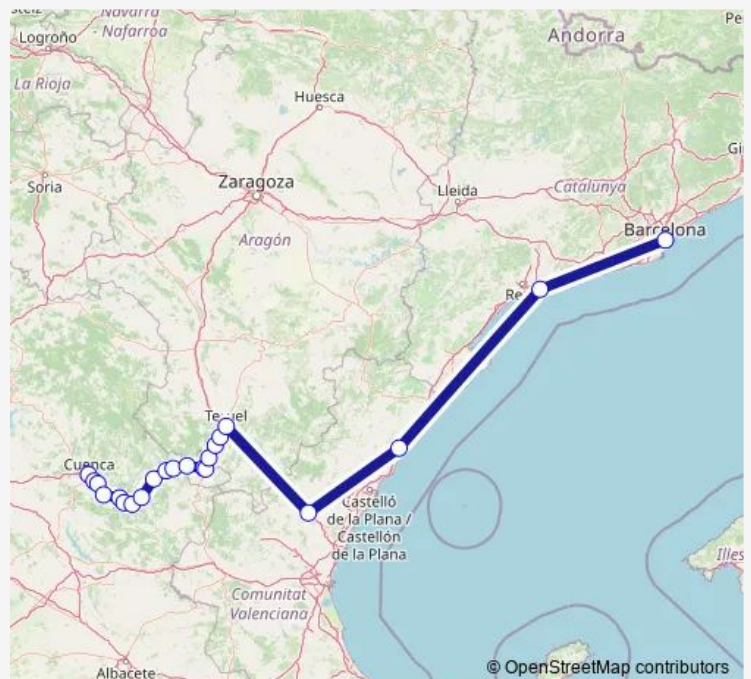 Navarra
- Nafarroa
Logroño
Andorra
La Rioja
Huesca
Soria
Zaragoza
Lleida
Catalunya
Barcelona
Aragón
Cuenca
Castelló
de la Plana /
Castellón
de la Plana
Comunitat
Valenciana
Albacete
© OpenStreetMap contributors